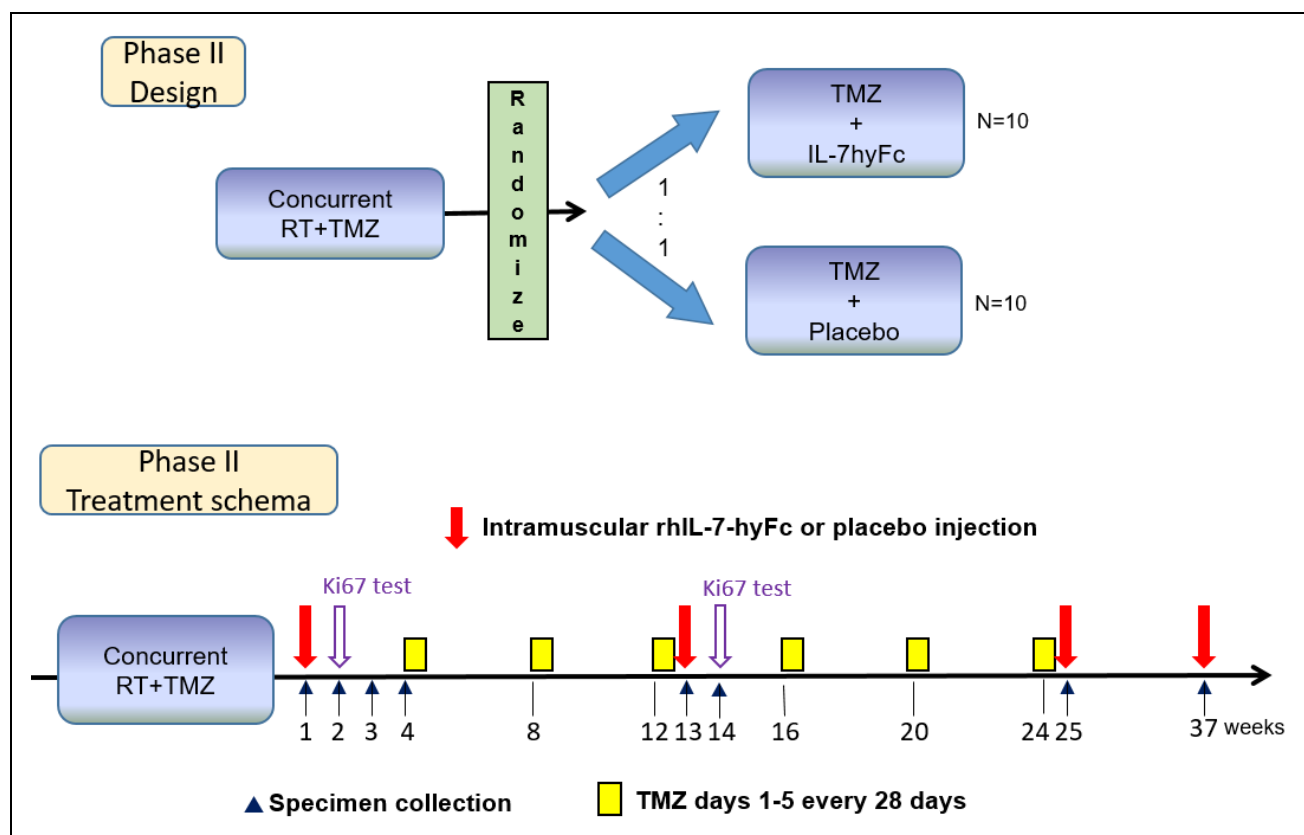 Phase II
Design
Concurrent
RT+TMZ
R
a
n
d
o
m
i
z
e
1
:
1
TMZ
+
IL-7hyFc
N=10
TMZ
+
Placebo
N=10
Phase II
Treatment schema
Intramuscular rhIL-7-hyFc or placebo injection
Ki67 test
Ki67 test
Concurrent
RT+TMZ
1 2 3 4 8 12 13 14 16 20 24 25 37 weeks
Specimen collection
TMZ days 1-5 every 28 days